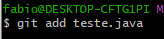 fabio@DESKTOP-CFTG1PI M
$ git add teste.java